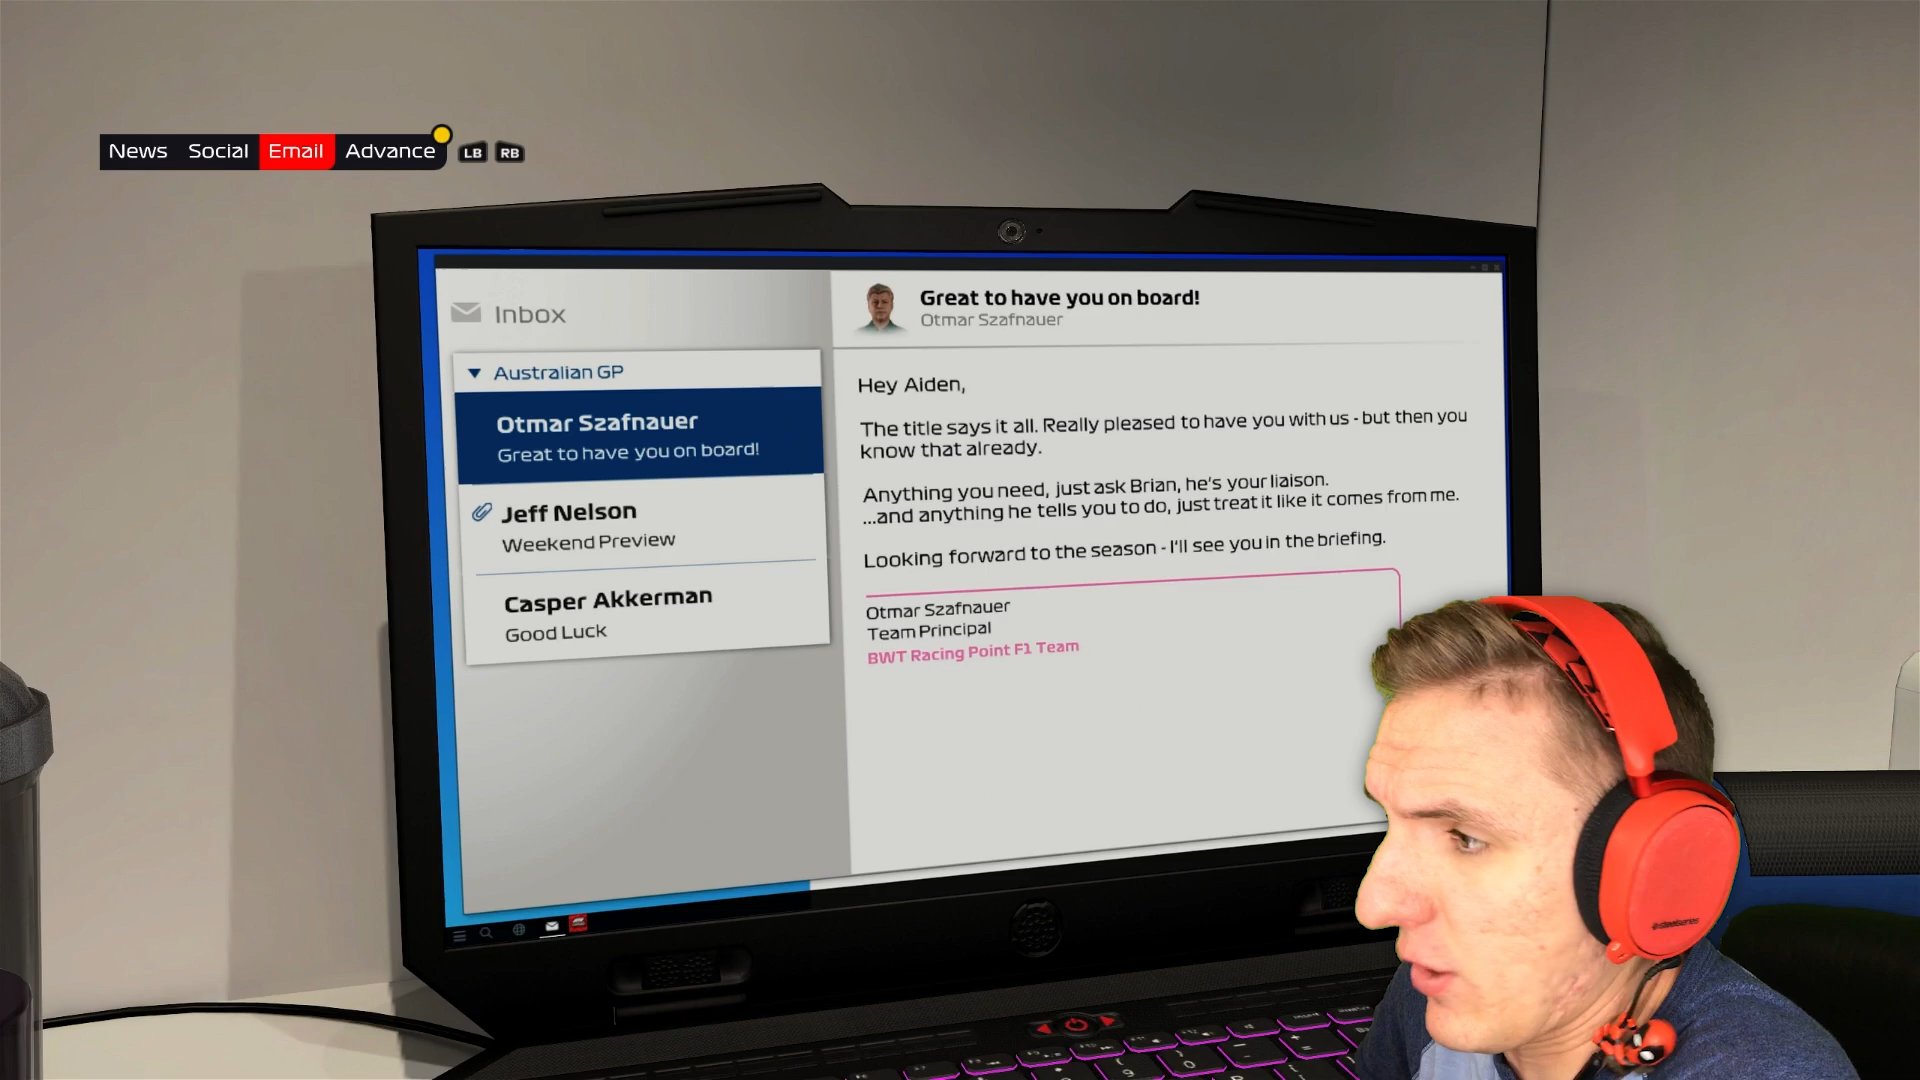 News Social Email Advance LB RB
Inbox
Australian GP
Otmar Szafnauer
Great to have you on board!
Jeff Nelson
Weekend Preview
Casper Akkerman
Good Luck
Great to have you on board!
Otmar Szafnauer
Hey Aiden,
The title says it all. Really pleased to have you with us - but then you
know that already.
Anything you need, just ask Brian, he's your liaison.
...and anything he tells you to do, just treat it like it comes from me.
Looking forward to the season - I'll see you in the briefing.
Otmar Szafnauer
Team Principal
BWT Racing Point F1 Team
steelseries